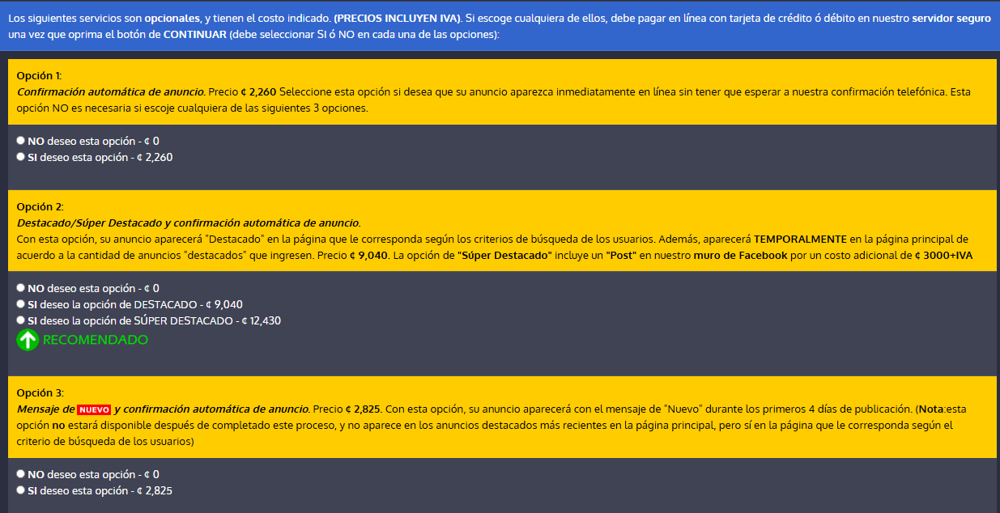 Los siguientes servicios son opcionales, y tienen el costo indicado. (PRECIOS INCLUYEN IVA). Si escoge cualquiera de ellos, debe pagar en línea con tarjeta de crédito ó débito en nuestro servidor seguro
una vez que oprima el botón de CONTINUAR (debe seleccionar SI ó NO en cada una de las opciones):
Opción 1:
Confirmación automática de anuncio. Precio ¢ 2,260 Seleccione esta opción si desea que su anuncio aparezca inmediatamente en línea sin tener que esperar a nuestra confirmación telefónica. Esta
opción NO es necesaria si escoje cualquiera de las siguientes 3 opciones.
NO deseo esta opción - ¢ 0
SI deseo esta opción - ¢ 2,260
Opción 2:
Destacado/Súper Destacado y confirmación automática de anuncio.
Con esta opción, su anuncio aparecerá "Destacado" en la página que le corresponda según los criterios de búsqueda de los usuarios. Además, aparecerá TEMPORALMENTE en la página principal de
acuerdo a la cantidad de anuncios "destacados" que ingresen. Precio ¢ 9,040. La opción de "Súper Destacado" incluye un "Post" en nuestro muro de Facebook por un costo adicional de ¢ 3000+IVA
NO deseo esta opción - ¢ 0
SI deseo la opción de DESTACADO - ¢ 9,040
SI deseo la opción de SÚPER DESTACADO - ¢ 12,430
RECOMENDADO
Opción 3:
Mensaje de NUEVO y confirmación automática de anuncio. Precio ¢ 2,825. Con esta opción, su anuncio aparecerá con el mensaje de "Nuevo" durante los primeros 4 días de publicación. (Nota:esta
opción no estará disponible después de completado este proceso, y no aparece en los anuncios destacados más recientes en la página principal, pero sí en la página que le corresponda según el
criterio de búsqueda de los usuarios)
NO deseo esta opción - ¢ 0
SI deseo esta opción - ¢ 2,825